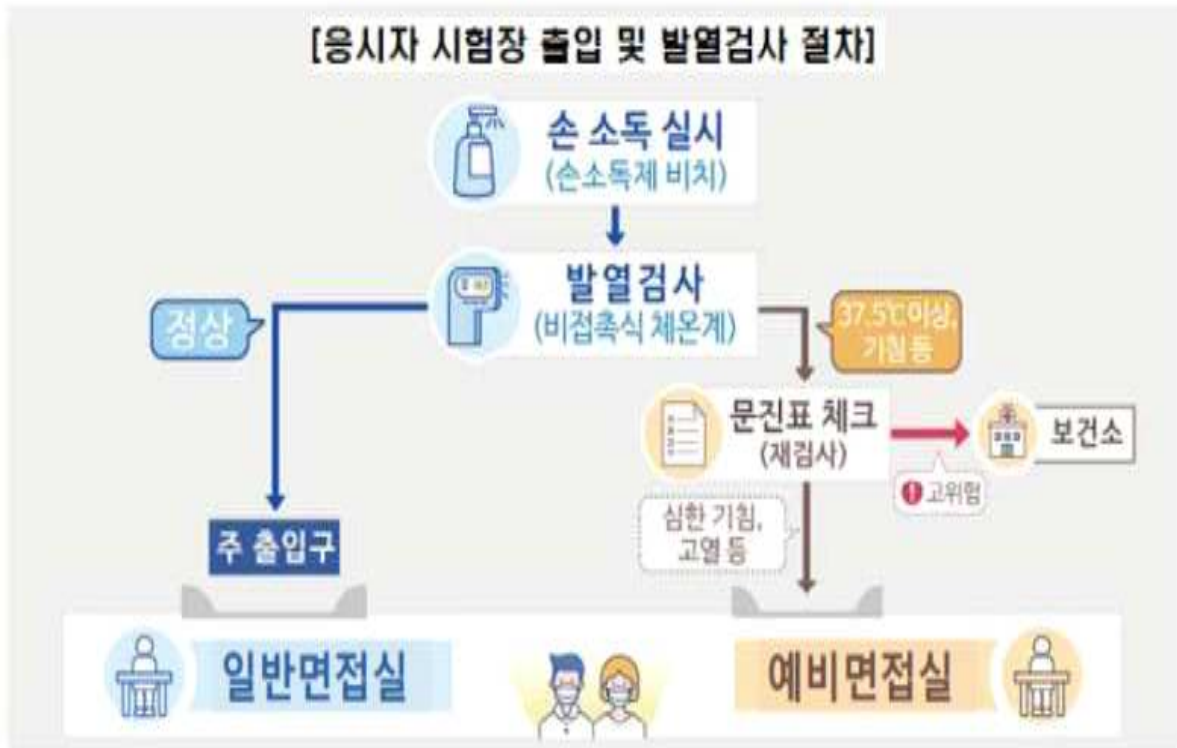 [응시자 시험장 출입 및 발열검사 절차]
손 소독 실시
(손소독제 비치)
발열검사
(비접촉식 체온계)
정상
37.5℃이상,
기침 등
문진표 체크
(재검사)
보건소
고위험
심한 기침,
고열 등
주 출입구
일반면접실
예비면접실